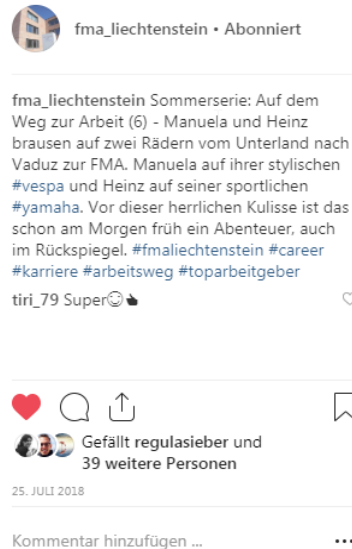 fma_liechtenstein • Abonniert
fma_liechtenstein Sommerserie: Auf dem
Weg zur Arbeit (6) - Manuela und Heinz
brausen auf zwei Rädern vom Unterland nach
Vaduz zur FMA. Manuela auf ihrer stylischen
#vespa und Heinz auf seiner sportlichen
#yamaha. Vor dieser herrlichen Kulisse ist das
schon am Morgen früh ein Abenteuer, auch
im Rückspiegel. #fmaliechtenstein #career
#karriere #arbeitsweg #toparbeitgeber
tiri_79 Super
Gefällt regulasieber und
39 weitere Personen
25. JULI 2018
Kommentar hinzufügen ...